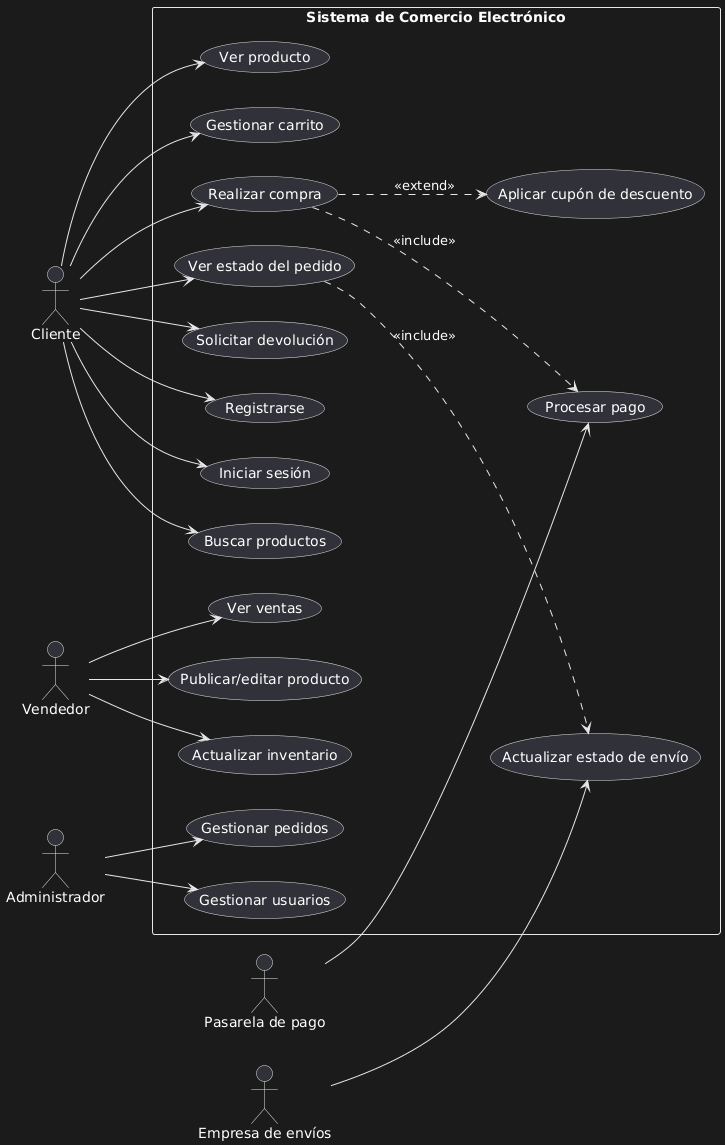 Sistema de Comercio Electrónico
Ver producto
Gestionar carrito
Realizar compra
«extend»
Aplicar cupón de descuento
«include»
Ver estado del pedido
Cliente
«include»
Solicitar devolución
Registrarse
Procesar pago
Iniciar sesión
Buscar productos
Ver ventas
Vendedor
Publicar/editar producto
Actualizar inventario
Actualizar estado de envío
Gestionar pedidos
Administrador
Gestionar usuarios
Pasarela de pago
Empresa de envíos